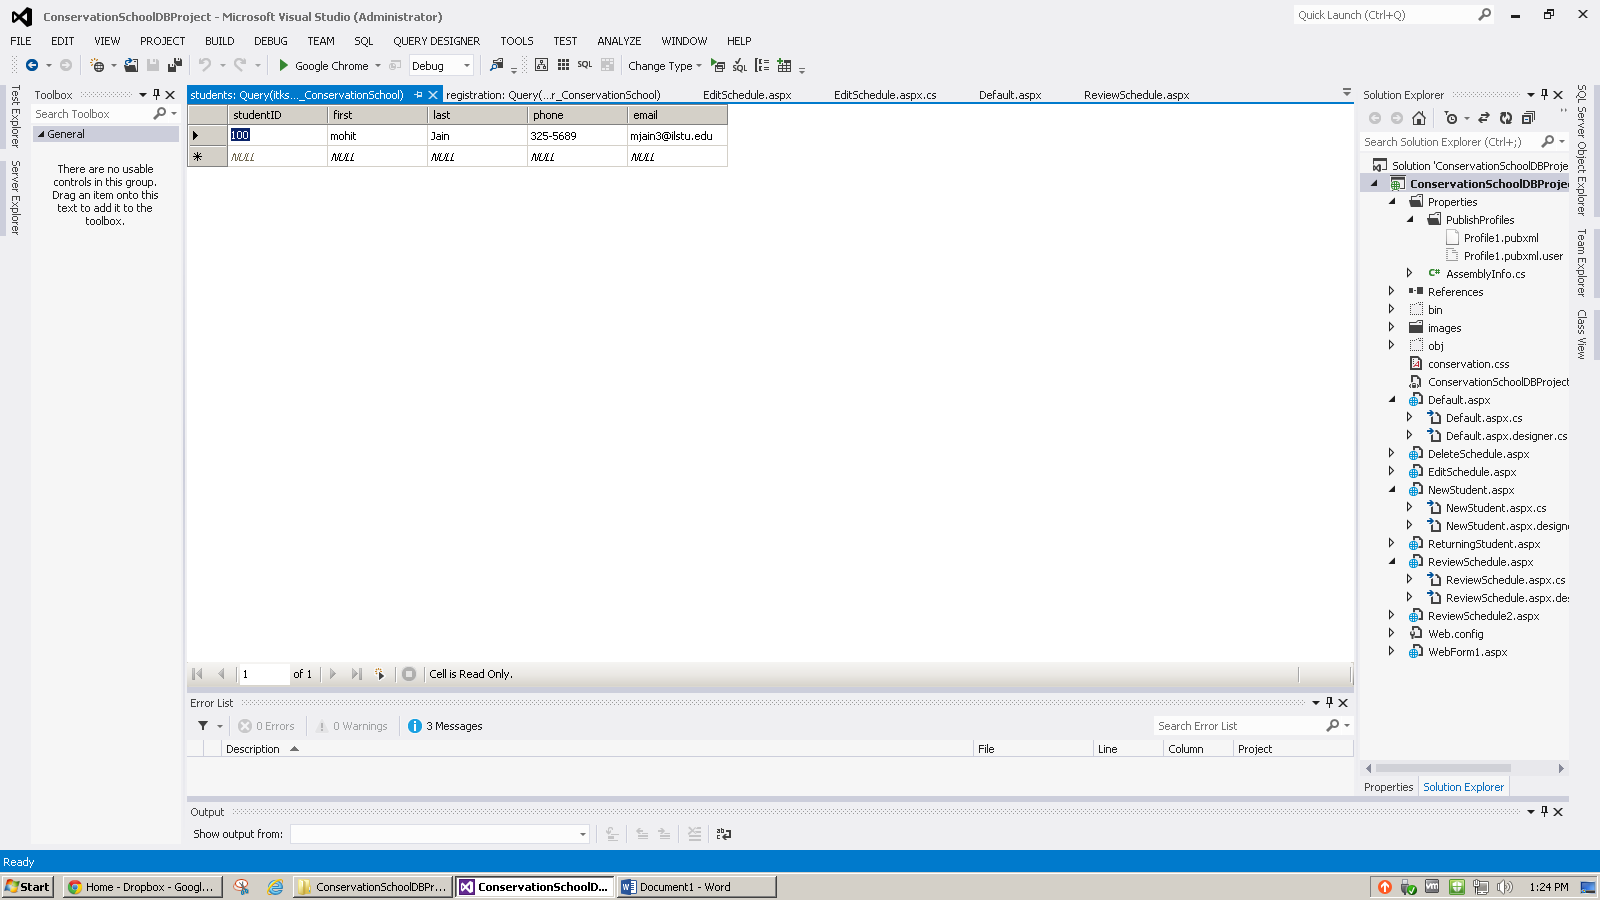 ConservationSchoolDBProject - Microsoft Visual Studio (Administrator)
Quick Launch (Ctrl+Q)
FILE EDIT VIEW PROJECT BUILD DEBUG TEAM SQL QUERY DESIGNER TOOLS TEST ANALYZE WINDOW HELP
Google Chrome Debug SQL Change Type
Test Explorer
Server Explorer
Toolbox
Search Toolbox
General
There are no usable
controls in this group.
Drag an item onto this
text to add it to the
toolbox.
students: Query(itks..._ConservationSchool) registration: Query(...r_ConservationSchool) EditSchedule.aspx EditSchedule.aspx.cs Default.aspx ReviewSchedule.aspx
studentID first last phone email
100 mohit Jain 325-5689 mjain3@ilstu.edu
NULL NULL NULL NULL NULL
1 of 1 Cell is Read Only.
Error List
0 Errors 0 Warnings 3 Messages Search Error List
Description File Line Column Project
Output
Show output from:
Solution Explorer
Search Solution Explorer (Ctrl+;)
Solution 'ConservationSchoolDBProje
ConservationSchoolDBProje
Properties
PublishProfiles
Profile1.pubxml
Profile1.pubxml.user
C# AssemblyInfo.cs
References
bin
images
obj
conservation.css
ConservationSchoolDBProject
Default.aspx
Default.aspx.cs
Default.aspx.designer.cs
DeleteSchedule.aspx
EditSchedule.aspx
NewStudent.aspx
NewStudent.aspx.cs
NewStudent.aspx.designe
ReturningStudent.aspx
ReviewSchedule.aspx
ReviewSchedule.aspx.cs
ReviewSchedule.aspx.des
ReviewSchedule2.aspx
Web.config
WebForm1.aspx
Properties Solution Explorer
SQL Server Object Explorer
Team Explorer
Class View
Ready
Start Home - Dropbox - Googl... ConservationSchoolDBPr... ConservationSchoolD... Document1 - Word 1:24 PM